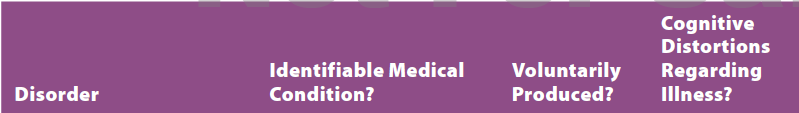 Disorder
Identifiable Medical
Condition?
Voluntarily
Produced?
Cognitive
Distortions
Regarding
Illness?